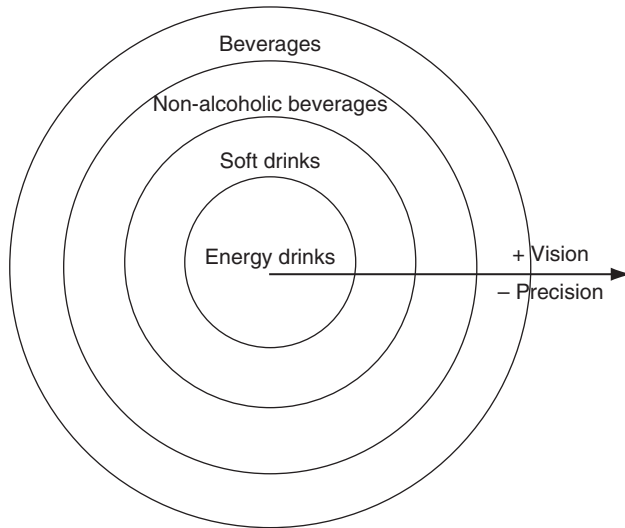 Beverages
Non-alcoholic beverages
Soft drinks
Energy drinks
+ Vision
– Precision